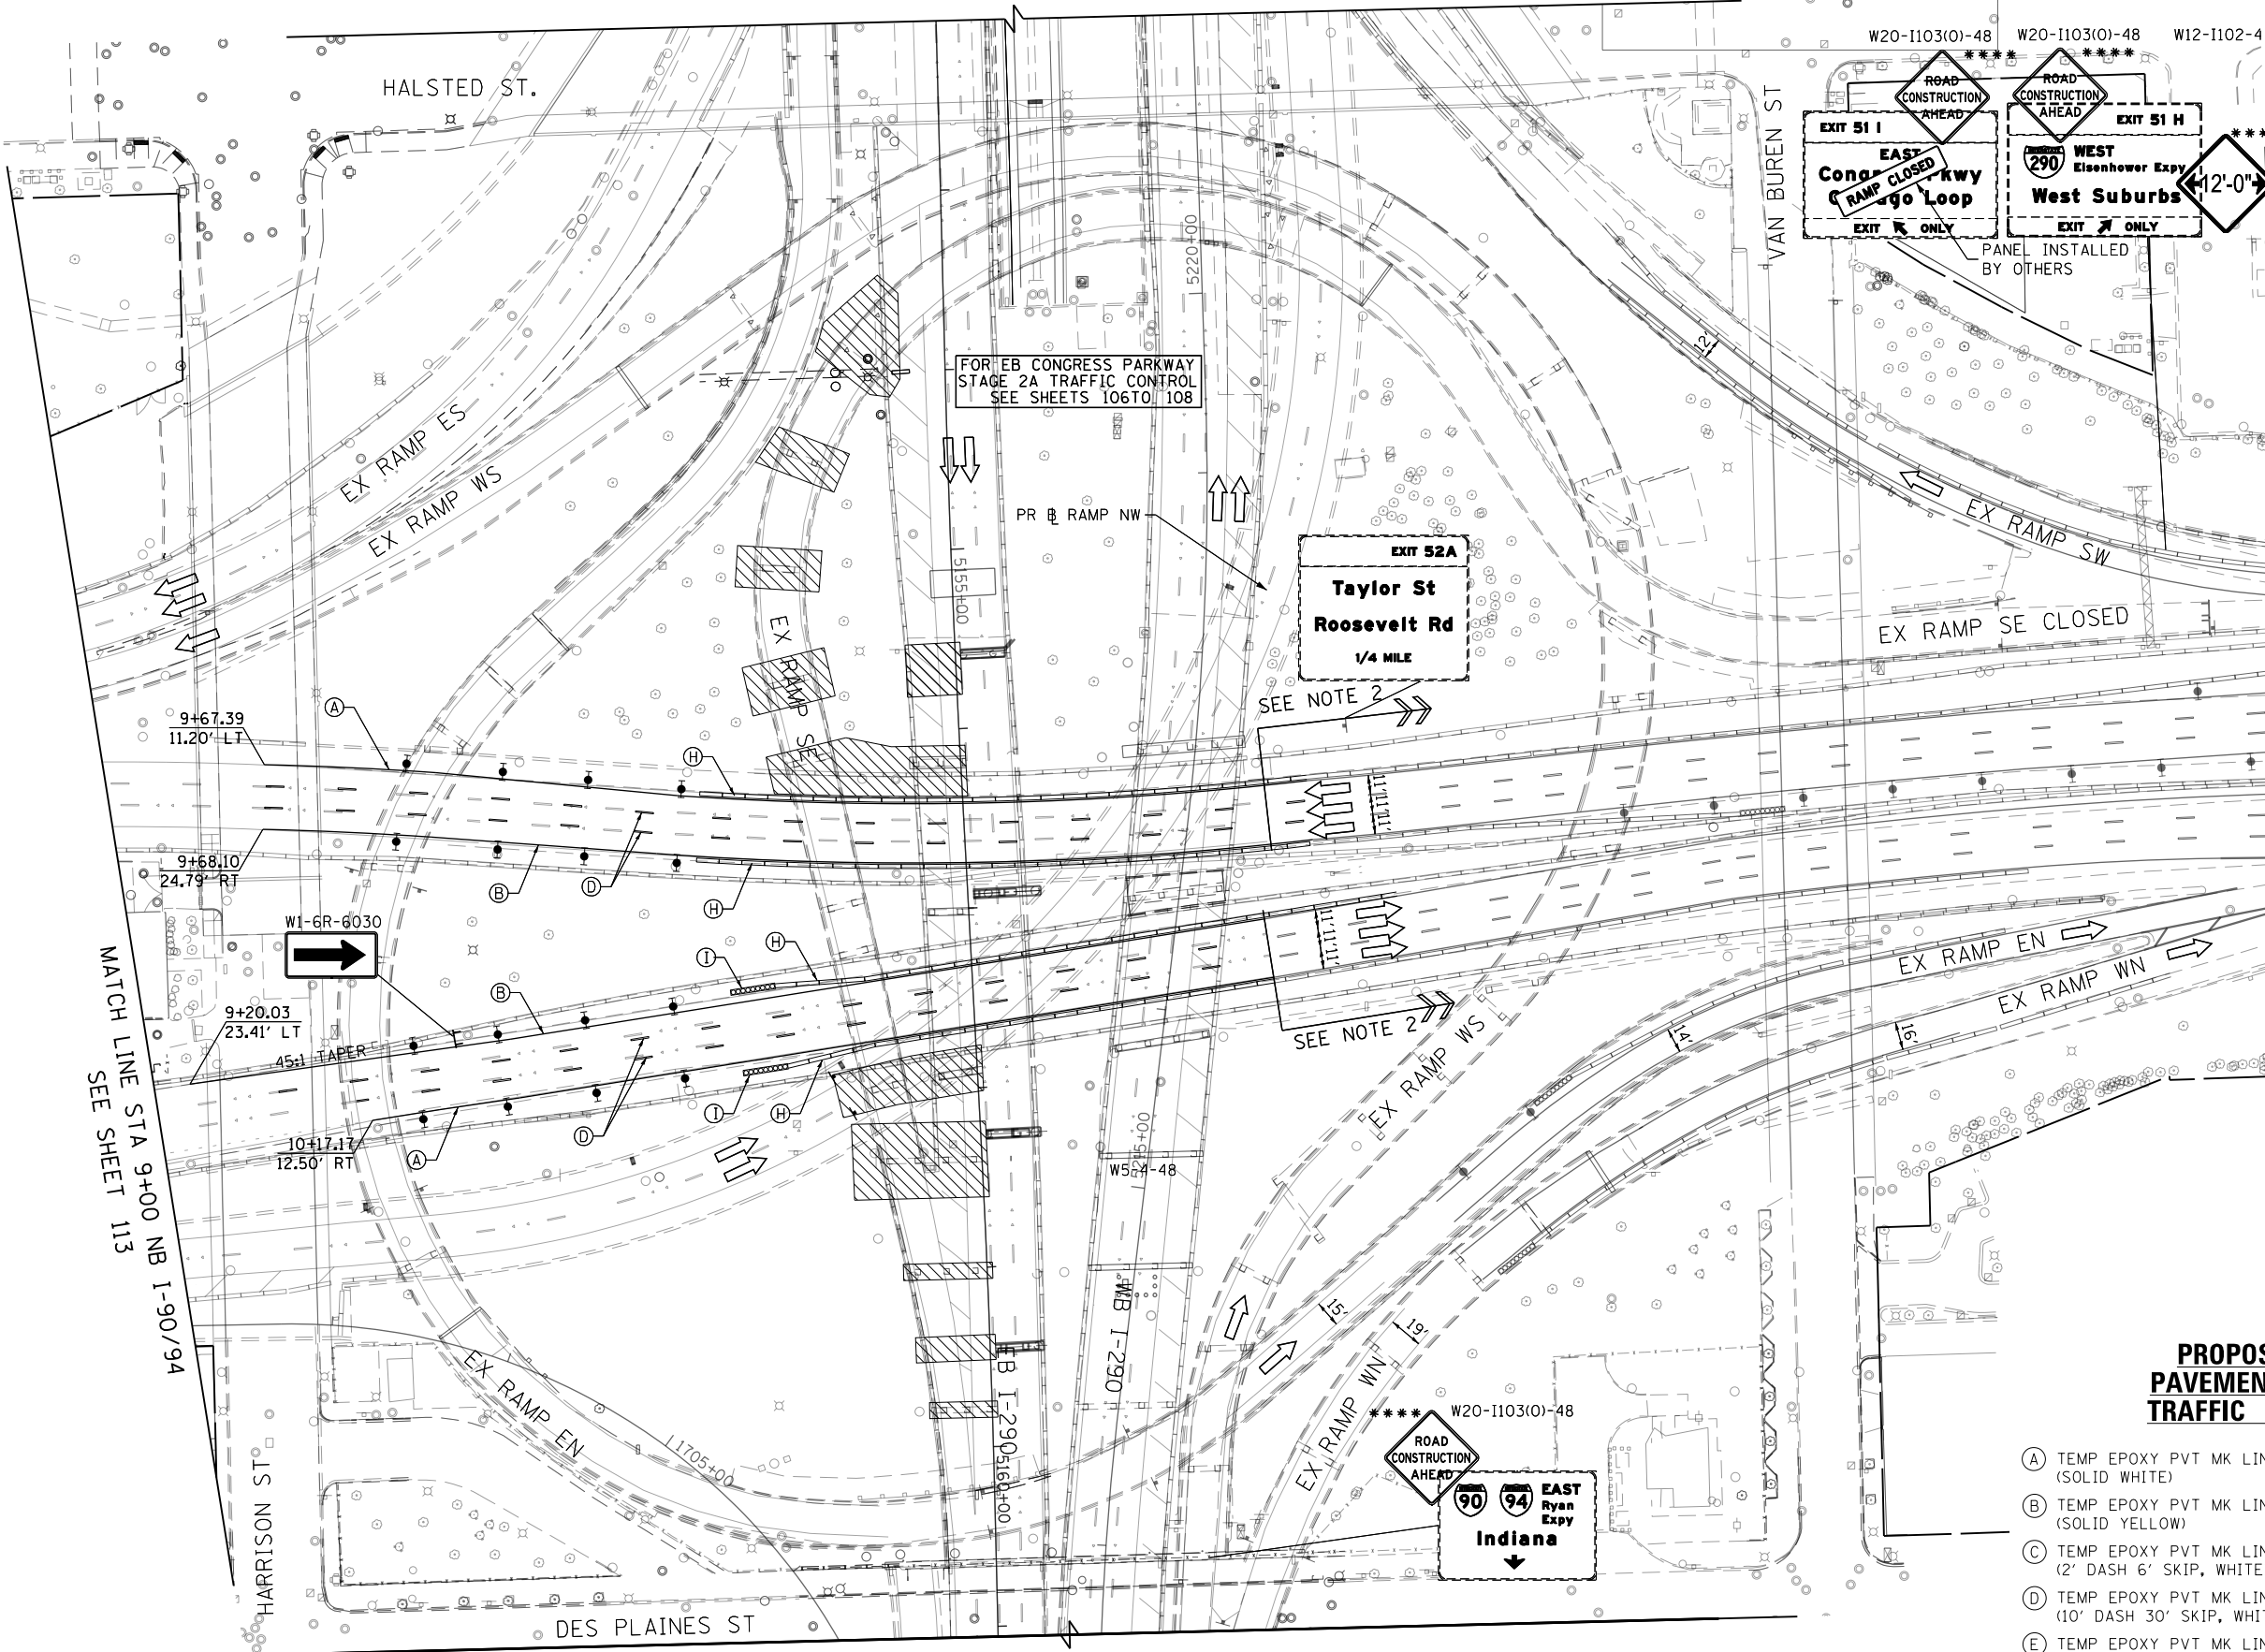 HALSTED ST.
VAN BUREN ST
W20-I103(O)-48
W20-I103(O)-48
W12-I102-4
****
****
ROAD
CONSTRUCTION
AHEAD
ROAD
CONSTRUCTION
AHEAD
EXIT 51 I
EAST
RAMP CLOSED
Loop
EXIT ONLY
EXIT 51 H
290
WEST
Eisenhower Expy
West Suburbs
EXIT ONLY
12'-0"
PANEL INSTALLED
BY OTHERS
5220+00
12'
FOR EB CONGRESS PARKWAY
STAGE 2A TRAFFIC CONTROL
SEE SHEETS 106TO 108
EX RAMP ES
EX RAMP WS
PR BL RAMP NW
5155+00
EX RAMP SW
EX RAMP SE CLOSED
EXIT 52A
Taylor St
Roosevelt Rd
1/4 MILE
EX RAMP SE
SEE NOTE 2
9+67.39
11.20' LT
A
H
11'
11'
11'
9+68.10
24.79' RT
B
D
H
W1-6R-6030
H
I
B
11'
11'
11'
EX RAMP EN
EX RAMP WN
9+20.03
23.41' LT
45:1 TAPER
SEE NOTE 2
14'
16'
EX RAMP WS
MATCH LINE STA 9+00 NB I-90/94
SEE SHEET 113
10+17.17
12.50' RT
A
D
I
H
5215+00
W5-4-48
WB I-290
EB I-290
5160+00
15'
19'
EX RAMP EN
1705+00
EX RAMP WN
****
W20-I103(O)-48
ROAD
CONSTRUCTION
AHEAD
90
94
EAST
Ryan
Expy
Indiana
HARRISON ST
DES PLAINES ST
PAVEMEN
TRAFFIC
A TEMP EPOXY PVT MK LIN
(SOLID WHITE)
B TEMP EPOXY PVT MK LIN
(SOLID YELLOW)
C TEMP EPOXY PVT MK LIN
(2' DASH 6' SKIP, WHITE
D TEMP EPOXY PVT MK LIN
(10' DASH 30' SKIP, WHI
E TEMP EPOXY PVT MK LIN